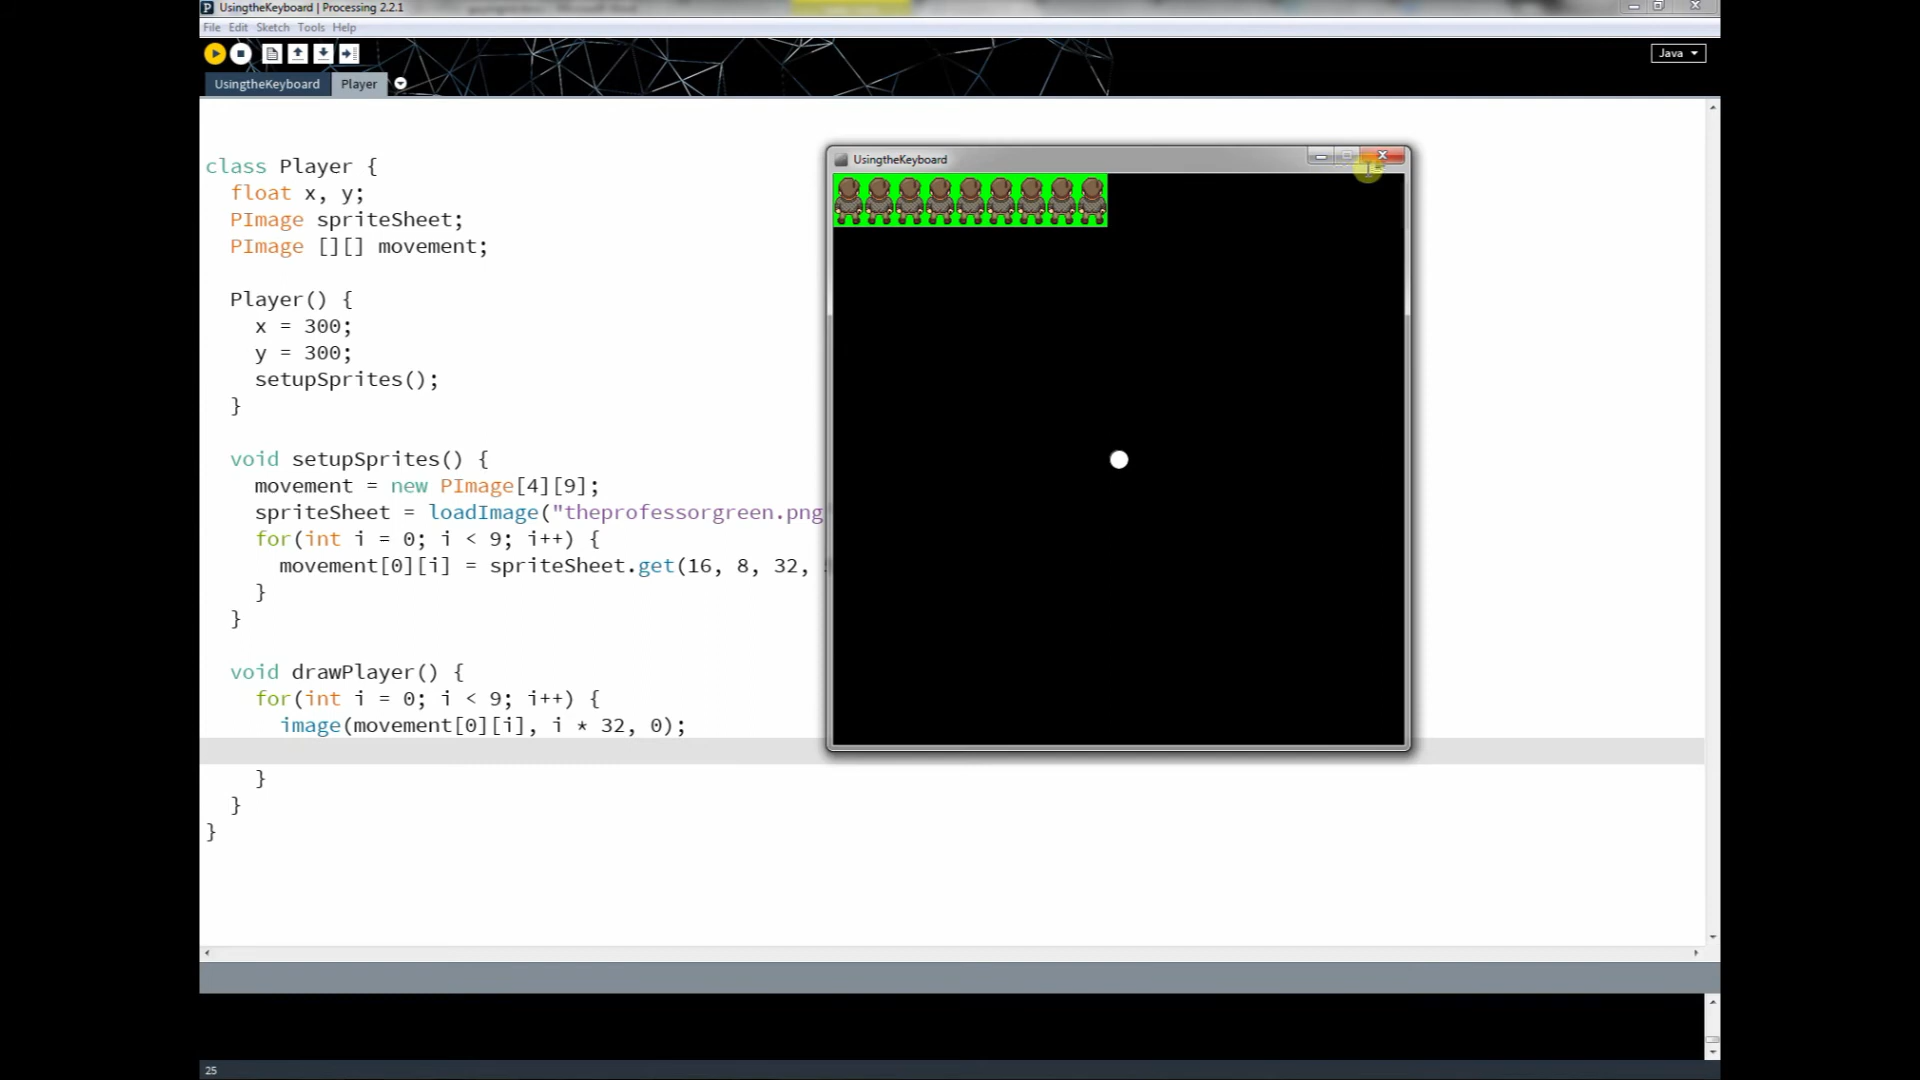 UsingtheKeyboard | Processing 2.2.1
File Edit Sketch Tools Help
Java
UsingtheKeyboard Player
class Player {
float x, y;
PImage spriteSheet;
PImage [][] movement;
Player() {
x = 300;
y = 300;
setupSprites();
}
void setupSprites() {
movement = new PImage[4][9];
spriteSheet = loadImage("theprofessorgreen.png
for(int i = 0; i < 9; i++) {
movement[0][i] = spriteSheet.get(16, 8, 32,
}
}
void drawPlayer() {
for(int i = 0; i < 9; i++) {
image(movement[0][i], i * 32, 0);
}
}
}
UsingtheKeyboard
25